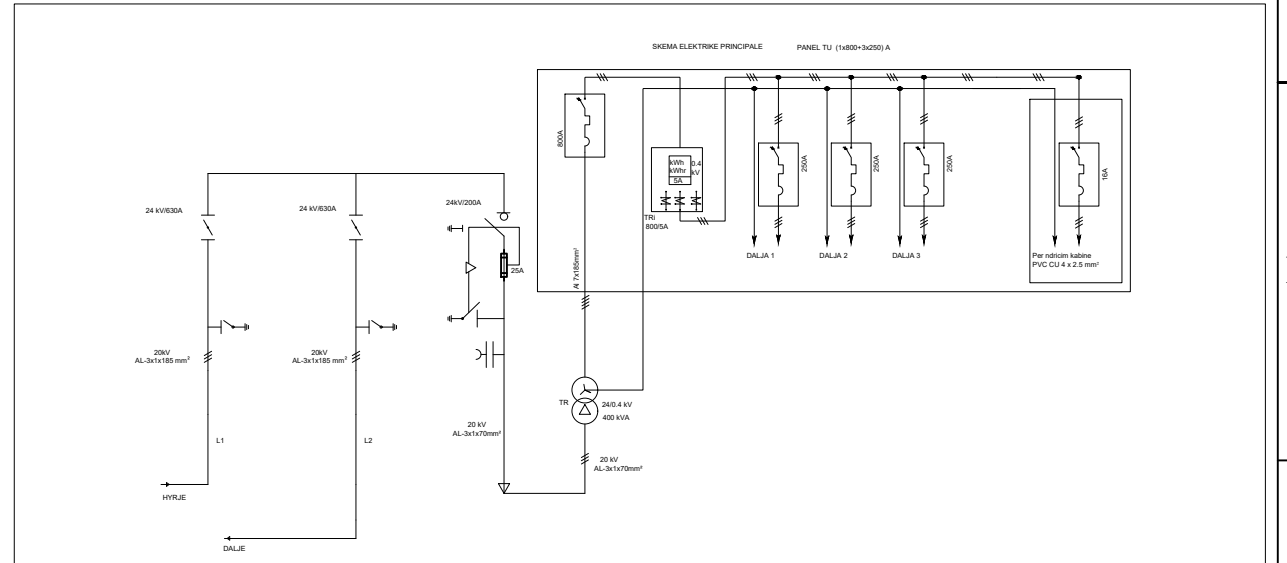 SKEMA ELEKTRIKE PRINCIPALE PANEL TU (1x800+3x250) A
800A
kWh 0.4
kWhr kV
5A
TRi
800/5A
250A
250A
250A
16A
24 kV/630A
24 kV/630A
24kV/200A
25A
Al 7x185mm²
DALJA 1
DALJA 2
DALJA 3
Per ndricim kabine
PVC CU 4 x 2.5 mm²
20kV
AL-3x1x185 mm²
20kV
AL-3x1x185 mm²
TR
24/0.4 kV
400 kVA
20 kV
AL-3x1x70mm²
L1
L2
20 kV
AL-3x1x70mm²
HYRJE
DALJE